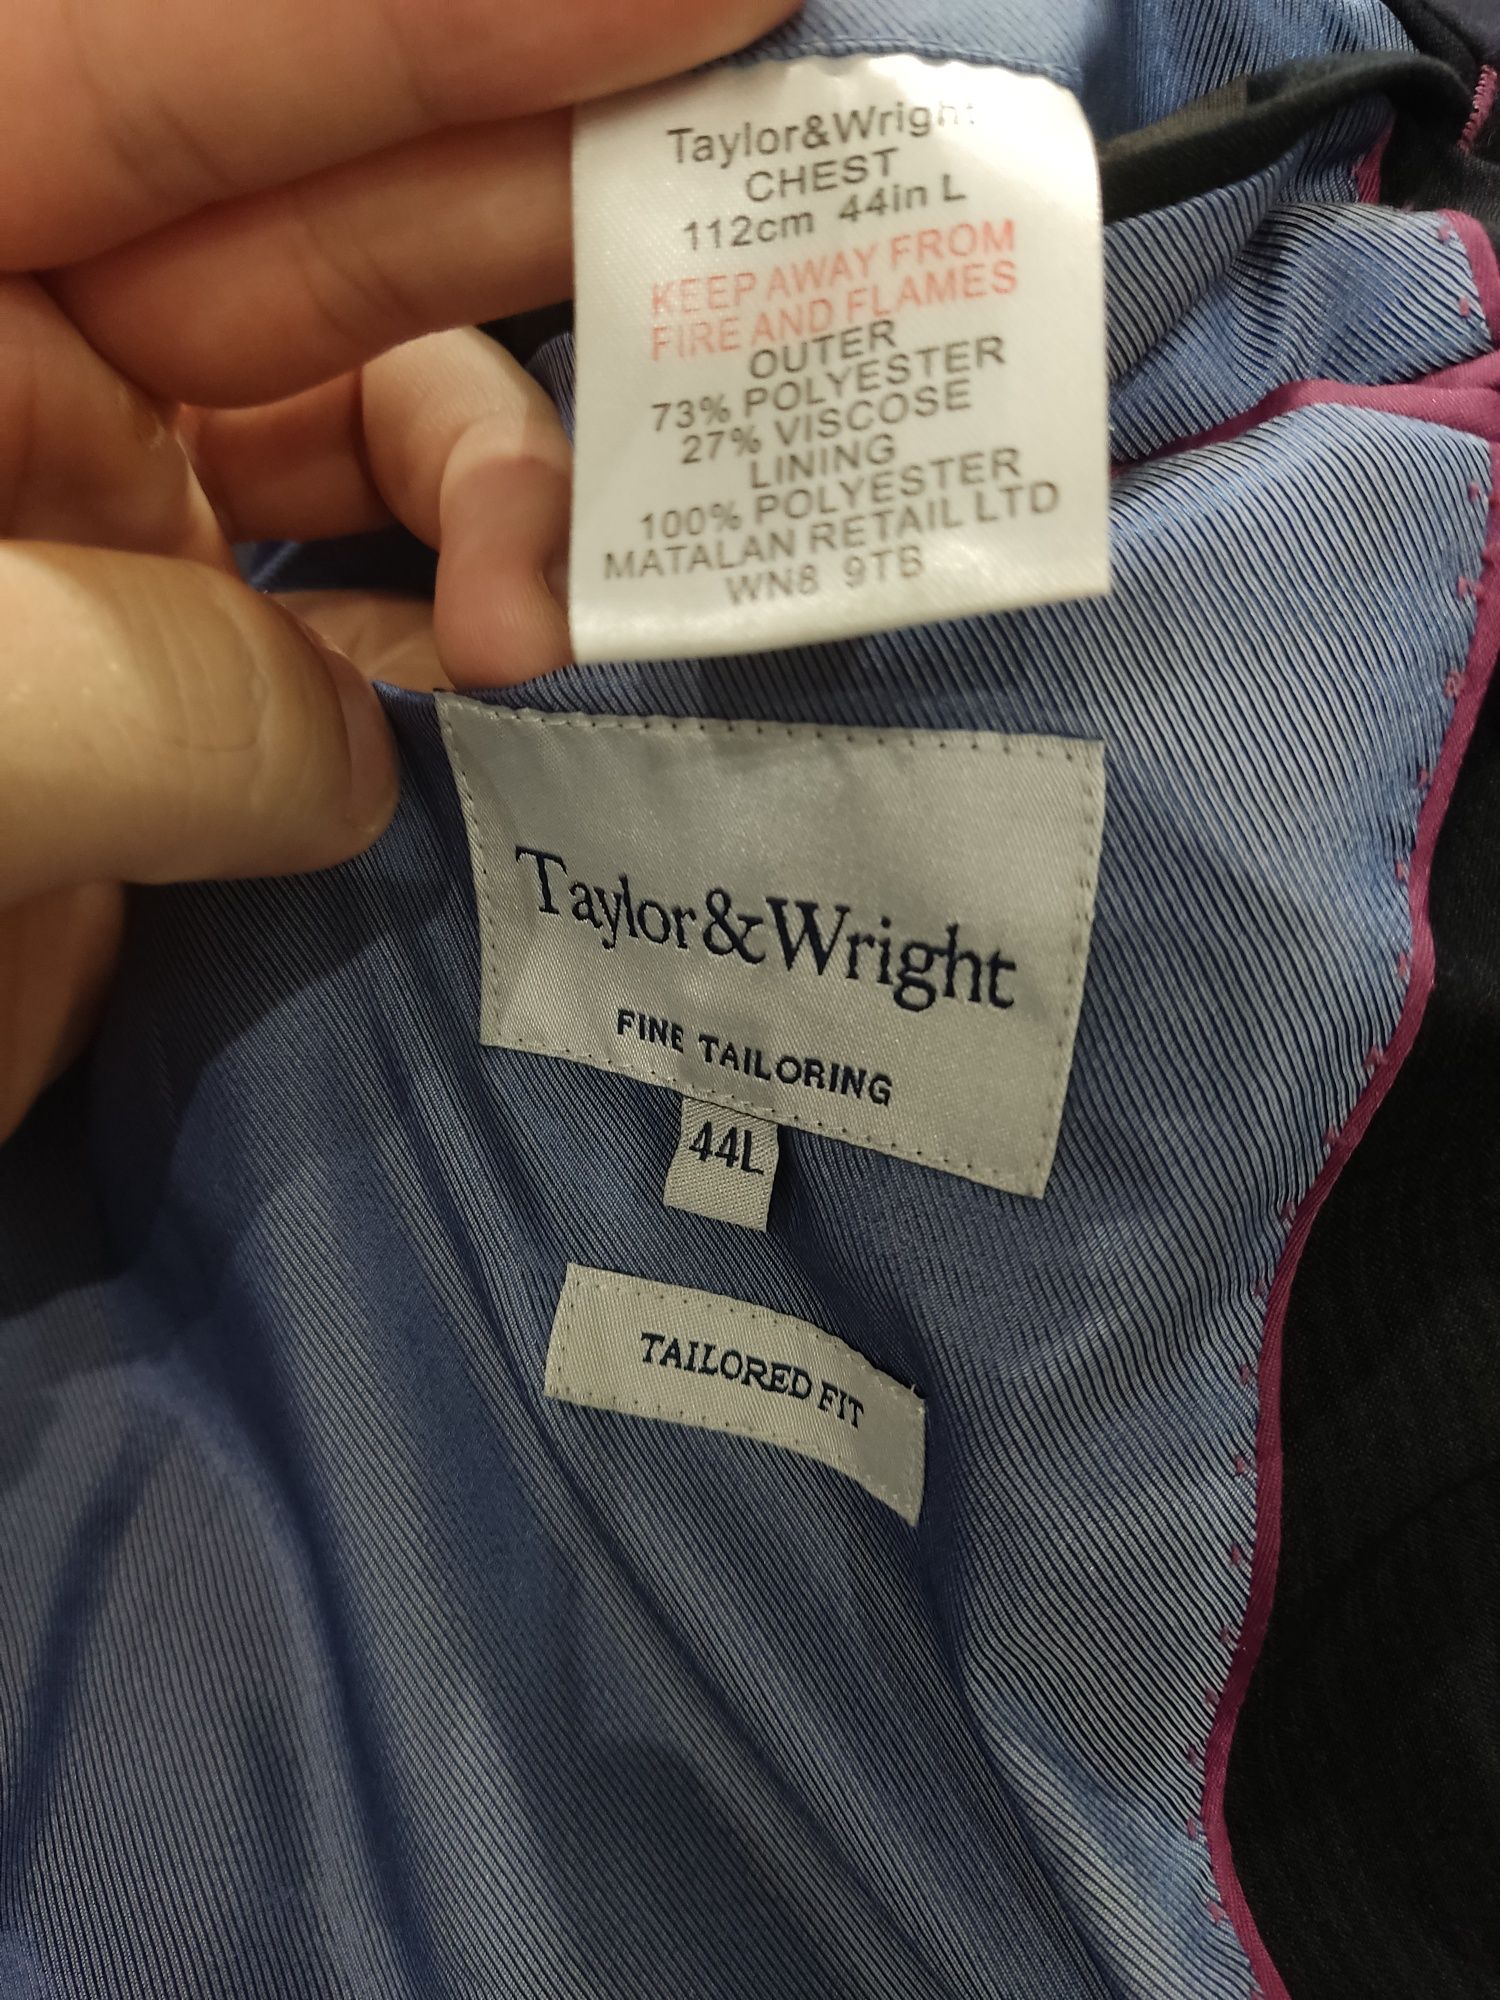 Taylor&Wright
CHEST
112cm 44in L
KEEP AWAY FROM
FIRE AND FLAMES
OUTER
73% POLYESTER
27% VISCOSE
LINING
100% POLYESTER
MATALAN RETAIL LTD
WN8 9TB
Taylor&Wright
FINE TAILORING
44L
TAILORED FIT